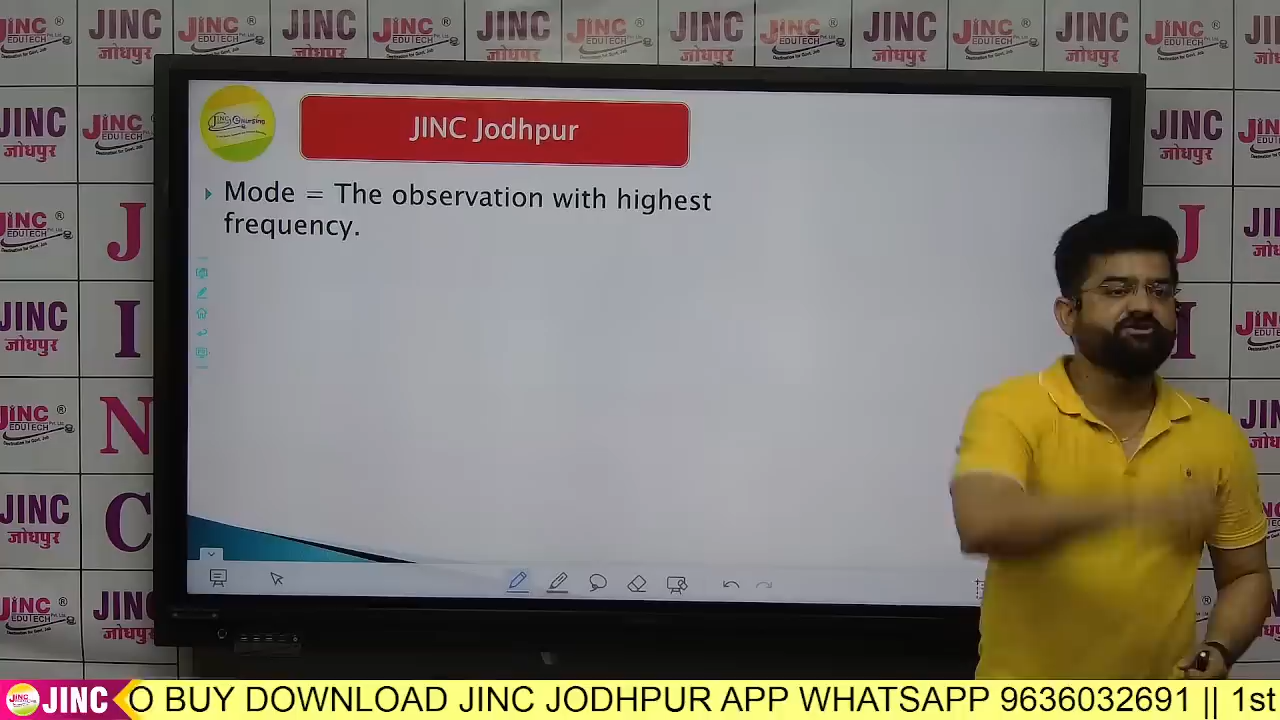 JINC Jodhpur
Mode = The observation with highest
frequency.
JINC
जोधपुर
JINC
EDUTECH
J
I
N
C
JINC O BUY DOWNLOAD JINC JODHPUR APP WHATSAPP 9636032691 || 1st